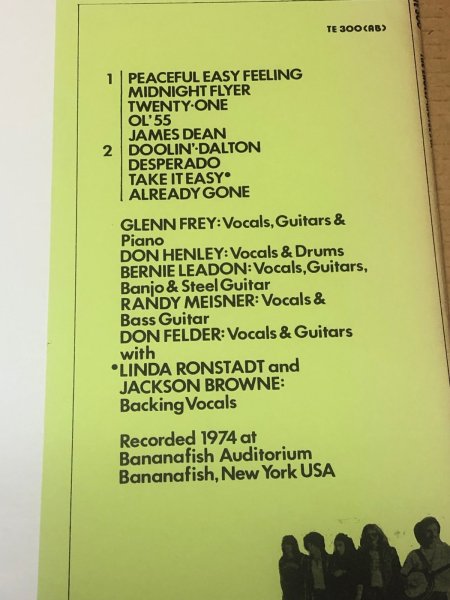 TE 300(AB)
1 PEACEFUL EASY FEELING
MIDNIGHT FLYER
TWENTY-ONE
OL' 55
JAMES DEAN
2 DOOLIN'-DALTON
DESPERADO
TAKE IT EASY•
ALREADY GONE
GLENN FREY: Vocals, Guitars &
Piano
DON HENLEY: Vocals & Drums
BERNIE LEADON: Vocals, Guitars,
Banjo & Steel Guitar
RANDY MEISNER: Vocals &
Bass Guitar
DON FELDER: Vocals & Guitars
with
•LINDA RONSTADT and
JACKSON BROWNE:
Backing Vocals
Recorded 1974 at
Bananafish Auditorium
Bananafish, New York USA